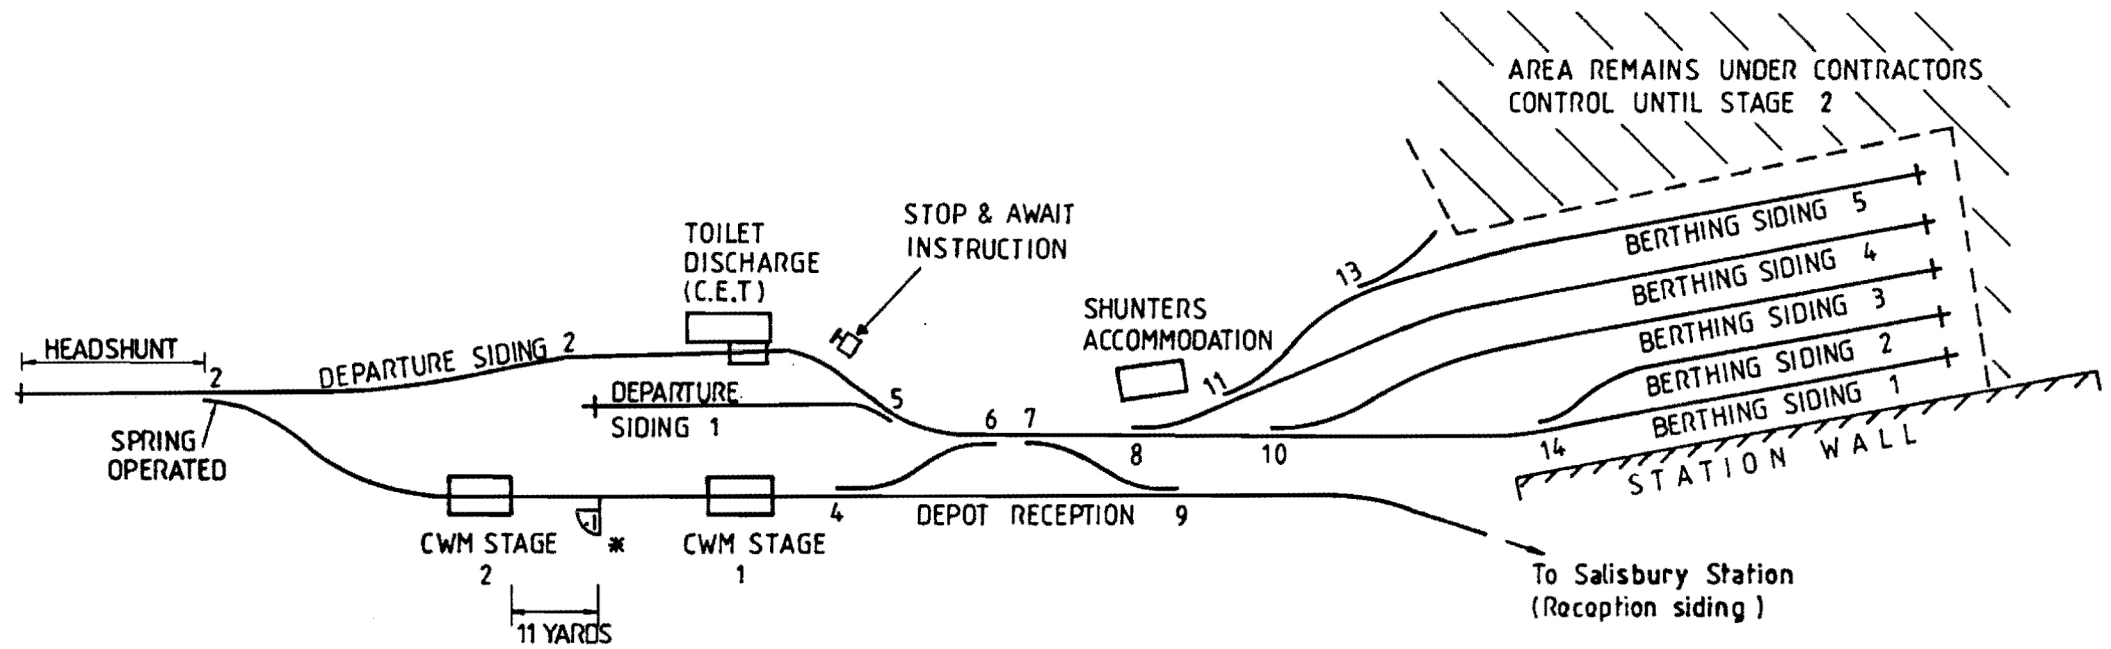 AREA REMAINS UNDER CONTRACTORS
CONTROL UNTIL STAGE 2
STOP & AWAIT
INSTRUCTION
TOILET
DISCHARGE
(C.E.T)
SHUNTERS
ACCOMMODATION
HEADSHUNT
2
DEPARTURE SIDING 2
DEPARTURE
SIDING 1
SPRING
OPERATED
5
6
7
8
10
11
13
14
BERTHING SIDING 5
BERTHING SIDING 4
BERTHING SIDING 3
BERTHING SIDING 2
BERTHING SIDING 1
STATION WALL
4
DEPOT RECEPTION
9
CWM STAGE
2
*
CWM STAGE
1
11 YARDS
To Salisbury Station
(Reception siding)